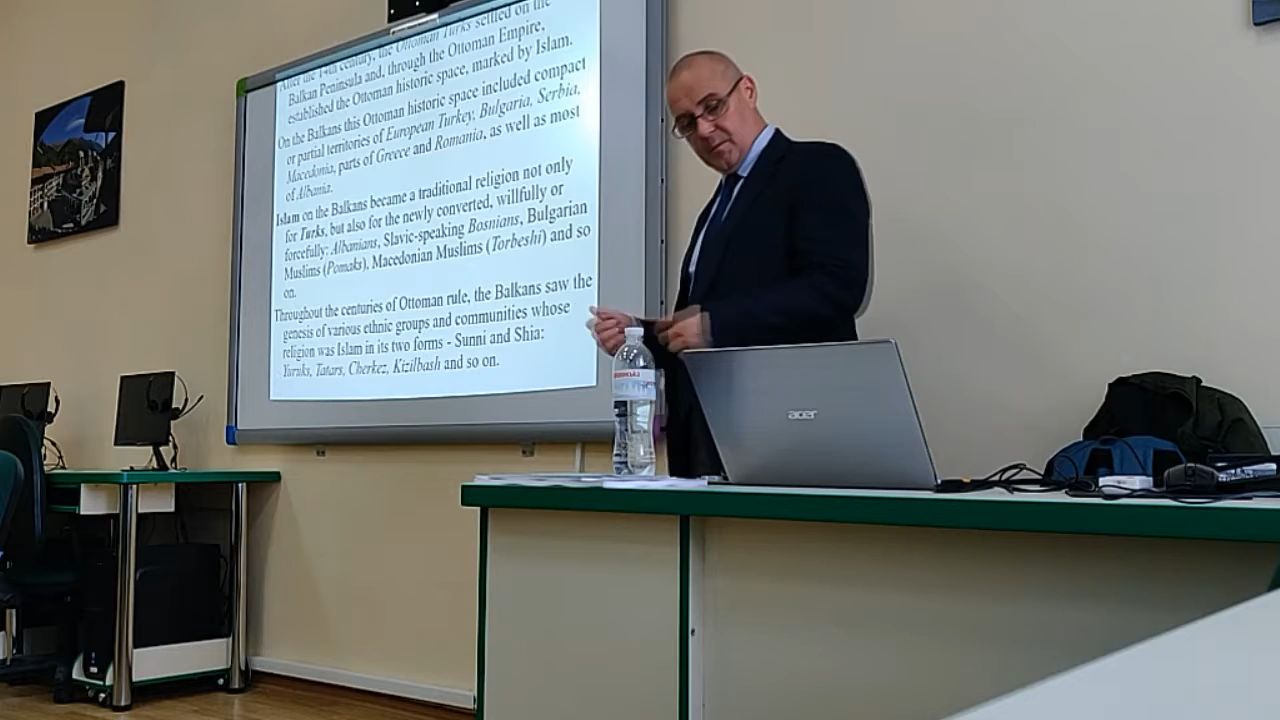 After the 14th century, the Ottoman Turks settled on the
Balkan Peninsula and, through the Ottoman Empire,
established the Ottoman historic space, marked by Islam.
On the Balkans this Ottoman historic space included compact
or partial territories of European Turkey, Bulgaria, Serbia,
Macedonia, parts of Greece and Romania, as well as most
of Albania.
Islam on the Balkans became a traditional religion not only
for Turks, but also for the newly converted, willfully or
forcefully: Albanians, Slavic-speaking Bosnians, Bulgarian
Muslims (Pomaks), Macedonian Muslims (Torbeshi) and so
on.
Throughout the centuries of Ottoman rule, the Balkans saw the
genesis of various ethnic groups and communities whose
religion was Islam in its two forms - Sunni and Shia:
Yuruks, Tatars, Cherkez, Kizilbash and so on.
acer